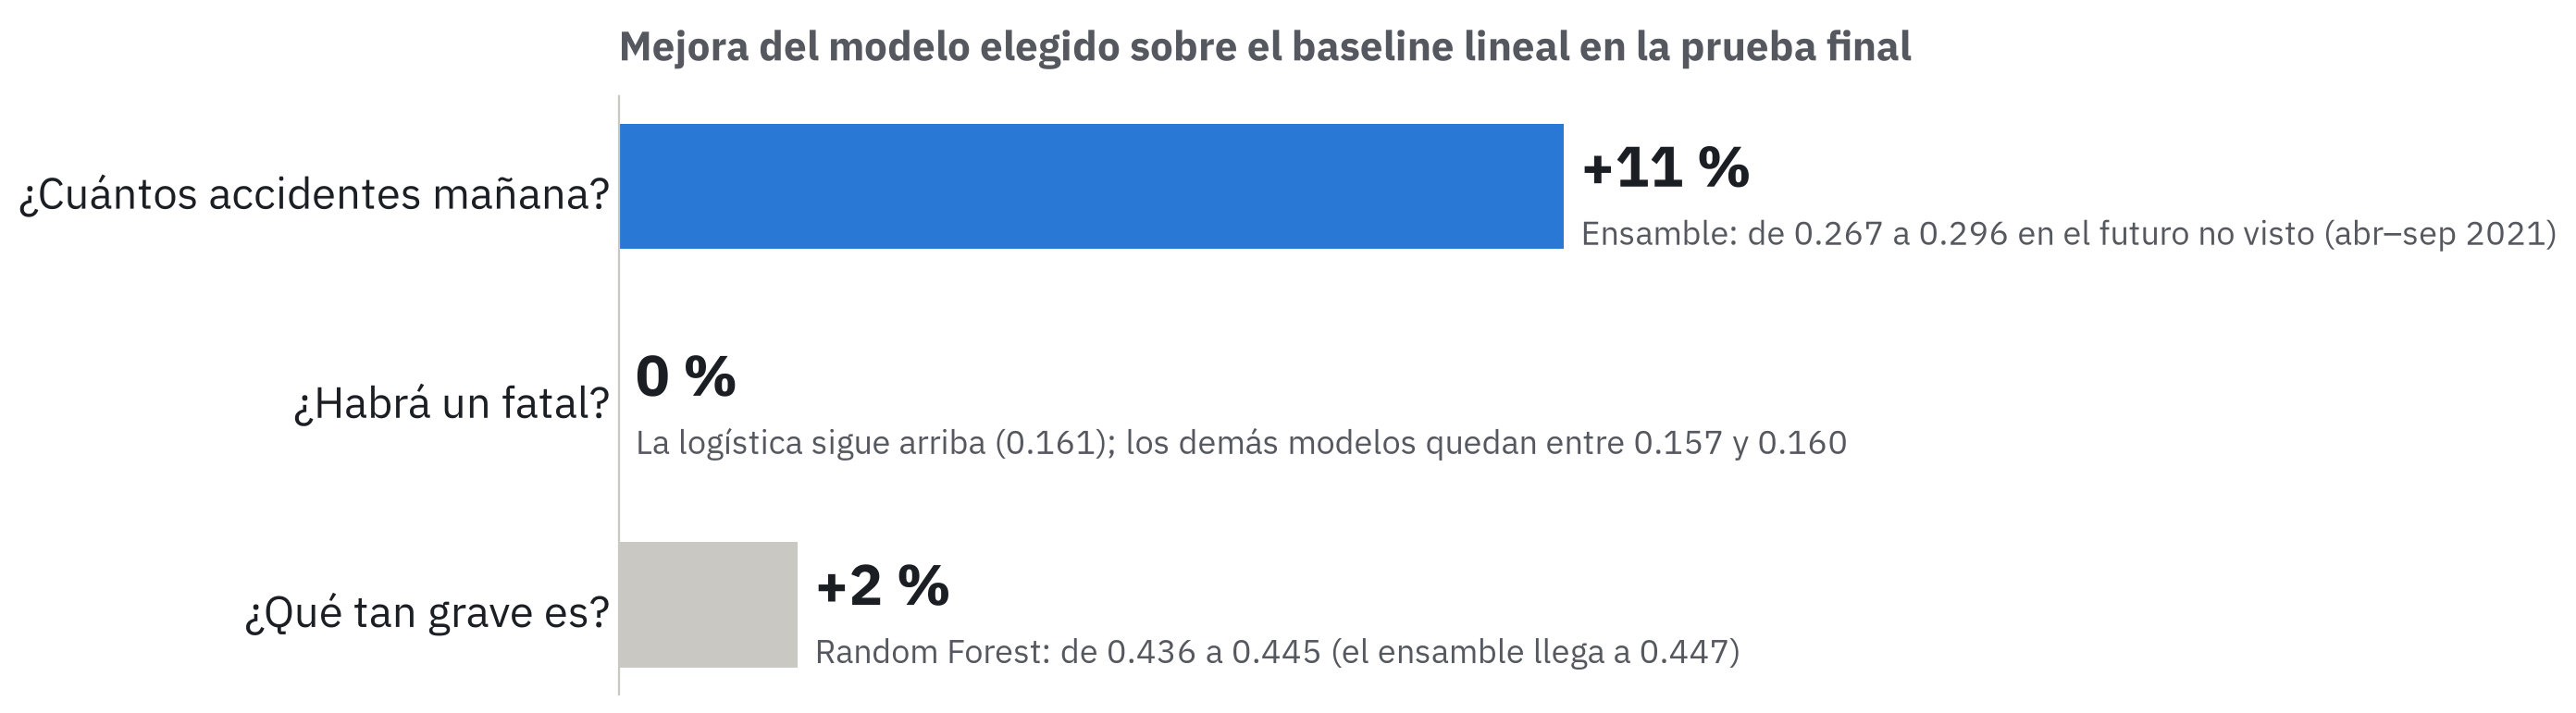 Mejora del modelo elegido sobre el baseline lineal en la prueba final
¿Cuántos accidentes mañana?
+11 %
Ensamble: de 0.267 a 0.296 en el futuro no visto (abr–sep 2021)
¿Habrá un fatal?
0 %
La logística sigue arriba (0.161); los demás modelos quedan entre 0.157 y 0.160
¿Qué tan grave es?
+2 %
Random Forest: de 0.436 a 0.445 (el ensamble llega a 0.447)